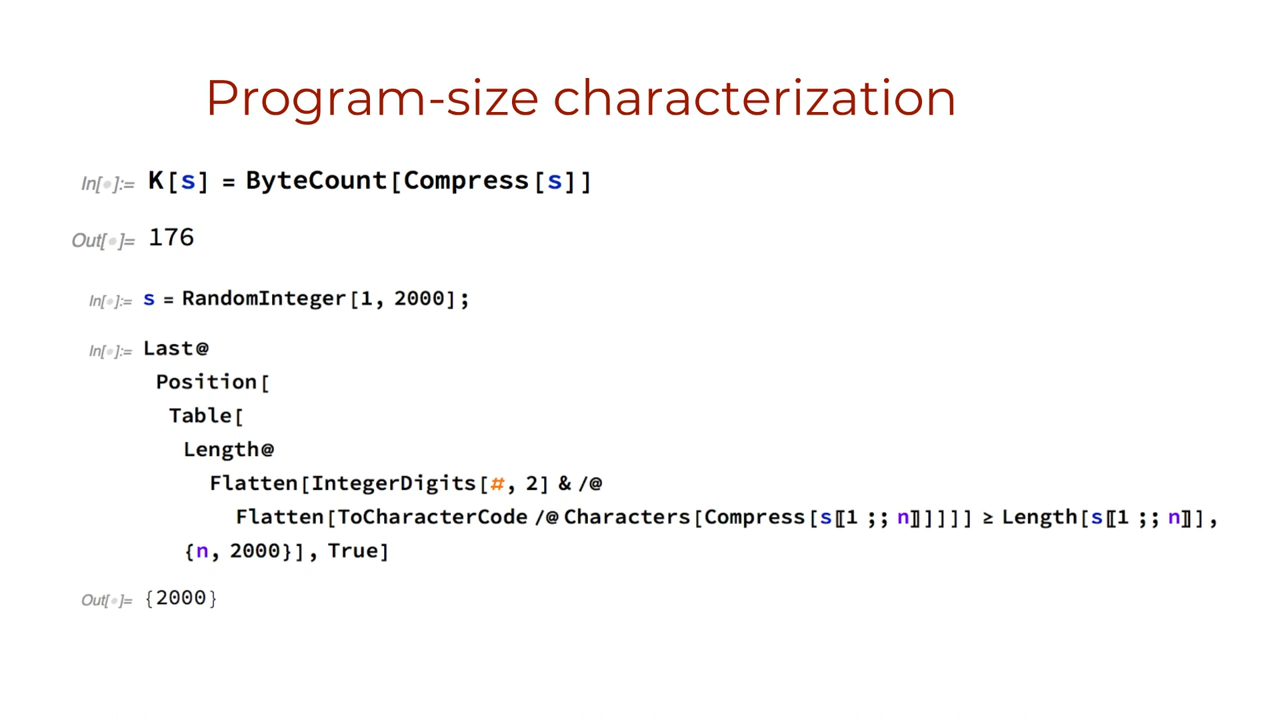 Program-size characterization
In[•]:= K[s] = ByteCount[Compress[s]]
Out[•]= 176
In[•]:= s = RandomInteger[1, 2000];
In[•]:= Last@
Position[
Table[
Length@
Flatten[IntegerDigits[#, 2] & /@
Flatten[ToCharacterCode /@ Characters[Compress[s〚1 ;; n〛]]]]] ≥ Length[s〚1 ;; n〛],
{n, 2000}], True]
Out[•]= {2000}